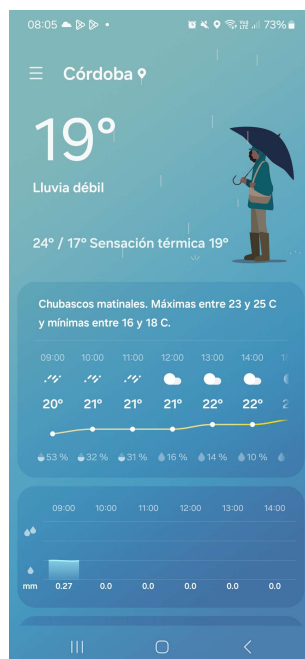 08:05
73%
Córdoba
19°
Lluvia débil
24° / 17° Sensación térmica 19°
Chubascos matinales. Máximas entre 23 y 25 C
y mínimas entre 16 y 18 C.
09:00 10:00 11:00 12:00 13:00 14:00
20° 21° 21° 21° 22° 22° 2
53 % 32 % 31 % 16 % 14 % 10 %
09:00 10:00 11:00 12:00 13:00 14:00
mm 0.27 0.0 0.0 0.0 0.0 0.0